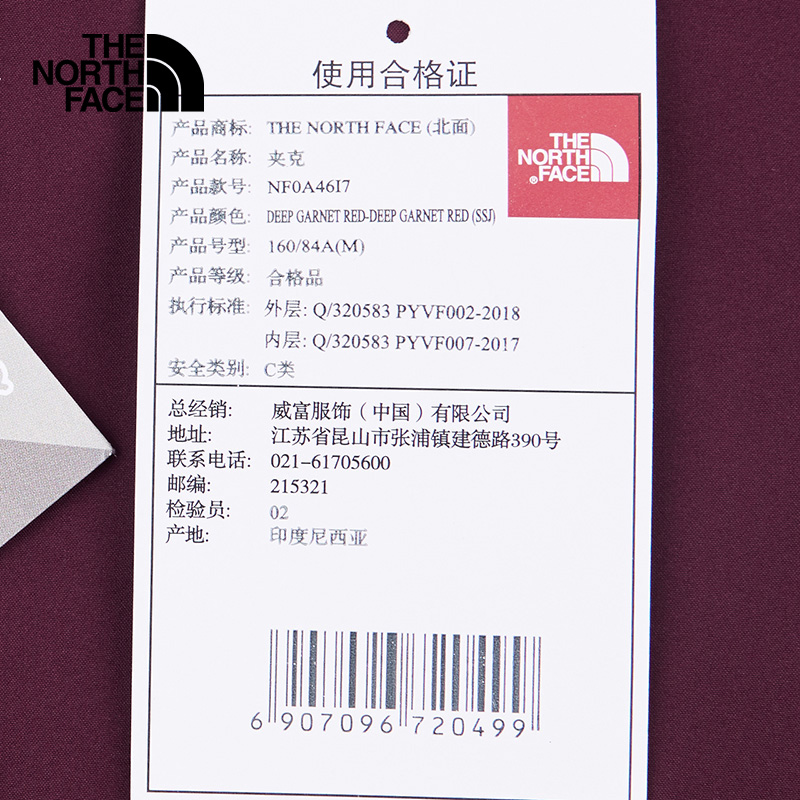 THE
NORTH
FACE
使用合格证
产品商标: THE NORTH FACE (北面)
产品名称: 夹克
产品款号: NF0A46I7
产品颜色: DEEP GARNET RED-DEEP GARNET RED (SSJ)
产品号型: 160/84A(M)
产品等级: 合格品
执行标准: 外层: Q/320583 PYVF002-2018
内层: Q/320583 PYVF007-2017
安全类别: C类
THE
NORTH
FACE
®
总经销: 威富服饰（中国）有限公司
地址: 江苏省昆山市张浦镇建德路390号
联系电话: 021-61705600
邮编: 215321
检验员: 02
产地: 印度尼西亚
6 907096 720499